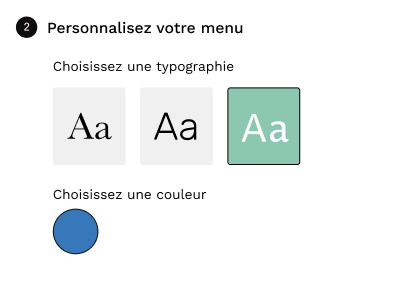 2 Personnalisez votre menu
Choisissez une typographie
Aa Aa Aa
Choisissez une couleur